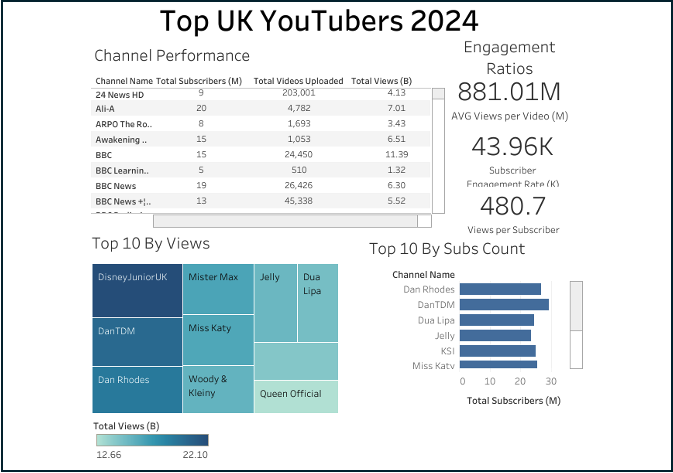 Top UK YouTubers 2024
Channel Performance
Channel Name Total Subscribers (M) Total Videos Uploaded Total Views (B)
24 News HD 9 203,001 4.13
Ali-A 20 4,782 7.01
ARPO The Ro.. 8 1,693 3.43
Awakening .. 15 1,053 6.51
BBC 15 24,450 11.39
BBC Learnin.. 5 510 1.32
BBC News 19 26,426 6.30
BBC News +¦.. 13 45,338 5.52
Engagement
Ratios
881.01M
AVG Views per Video (M)
43.96K
Subscriber
Engagement Rate (K)
480.7
Views per Subscriber
Top 10 By Views
DisneyJuniorUK
DanTDM
Dan Rhodes
Mister Max
Miss Katy
Woody &
Kleiny
Jelly
Dua
Lipa
Queen Official
Total Views (B)
12.66 22.10
Top 10 By Subs Count
Channel Name
Dan Rhodes
DanTDM
Dua Lipa
Jelly
KSI
Miss Katy
0 10 20 30
Total Subscribers (M)